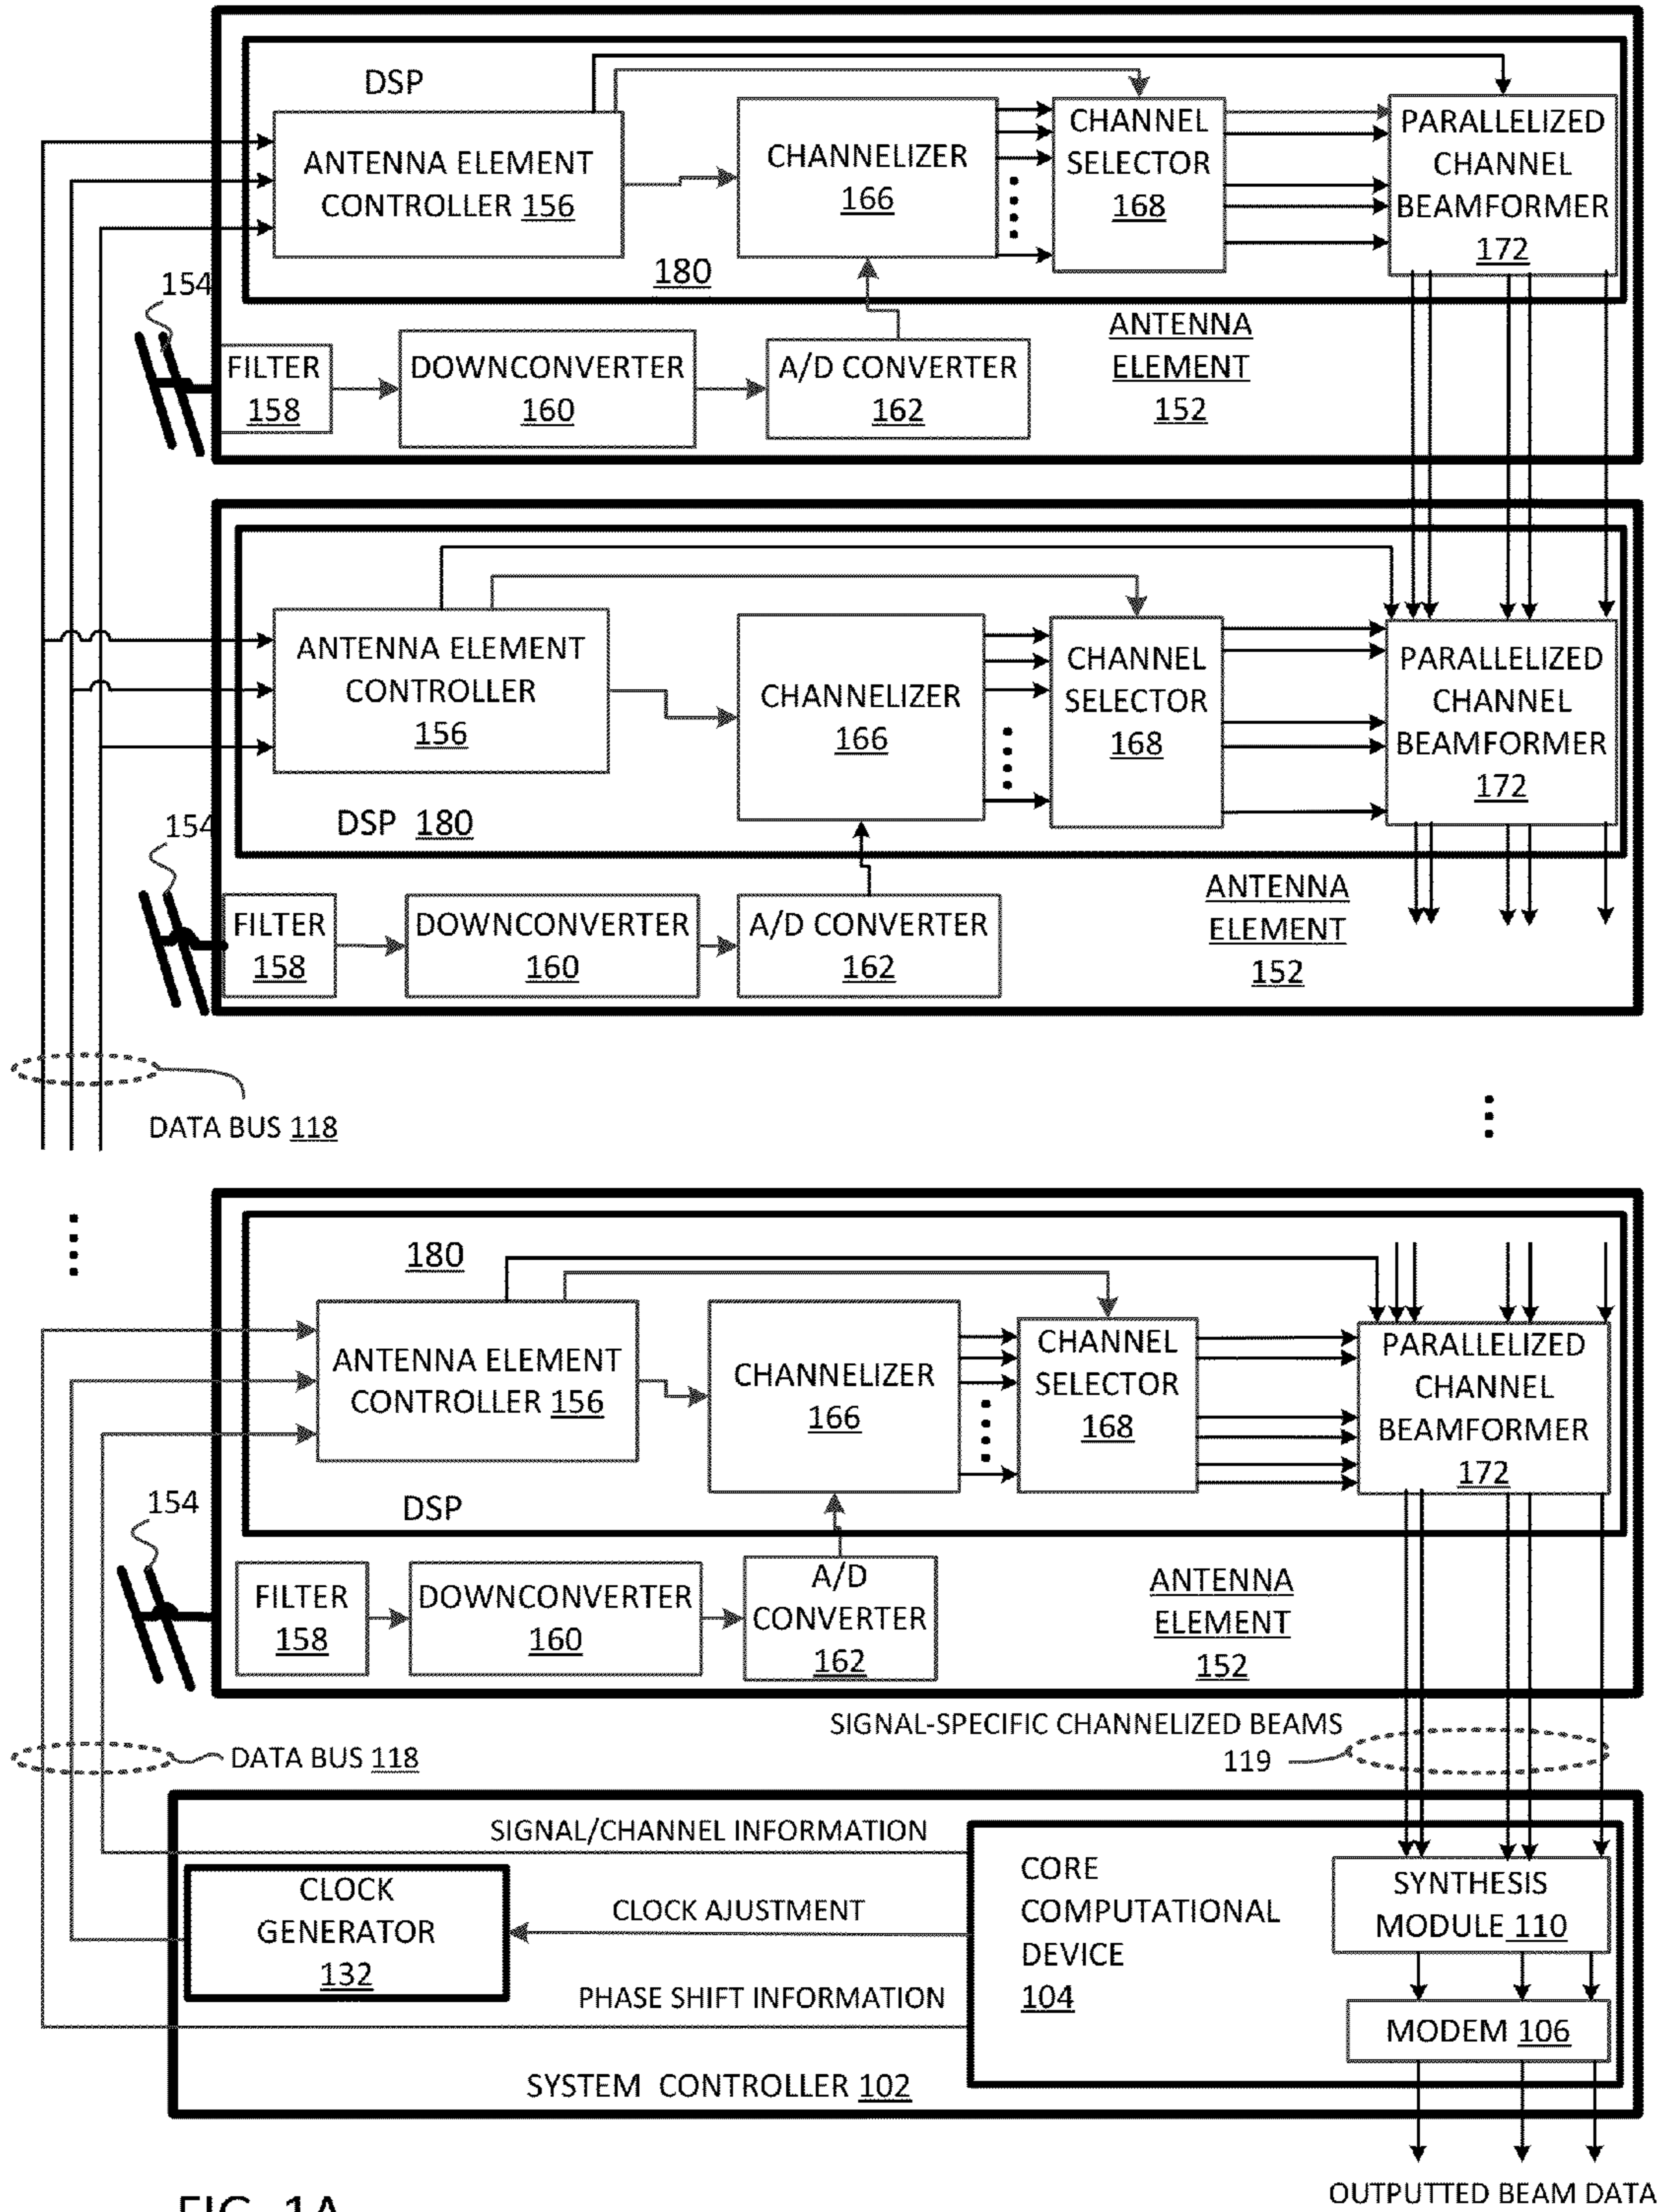 DSP
ANTENNA ELEMENT
CONTROLLER 156
CHANNELIZER
166
CHANNEL
SELECTOR
168
PARALLELIZED
CHANNEL
BEAMFORMER
172
180
154
FILTER
158
DOWNCONVERTER
160
A/D CONVERTER
162
ANTENNA
ELEMENT
152
ANTENNA ELEMENT
CONTROLLER
156
CHANNELIZER
166
CHANNEL
SELECTOR
168
PARALLELIZED
CHANNEL
BEAMFORMER
172
DSP 180
154
FILTER
158
DOWNCONVERTER
160
A/D CONVERTER
162
ANTENNA
ELEMENT
152
DATA BUS 118
180
ANTENNA ELEMENT
CONTROLLER 156
CHANNELIZER
166
CHANNEL
SELECTOR
168
PARALLELIZED
CHANNEL
BEAMFORMER
172
DSP
154
FILTER
158
DOWNCONVERTER
160
A/D
CONVERTER
162
ANTENNA
ELEMENT
152
SIGNAL-SPECIFIC CHANNELIZED BEAMS
119
DATA BUS 118
SIGNAL/CHANNEL INFORMATION
CLOCK
GENERATOR
132
CLOCK AJUSTMENT
PHASE SHIFT INFORMATION
CORE
COMPUTATIONAL
DEVICE
104
SYNTHESIS
MODULE 110
MODEM 106
SYSTEM CONTROLLER 102
OUTPUTTED BEAM DATA
FIG. 1A